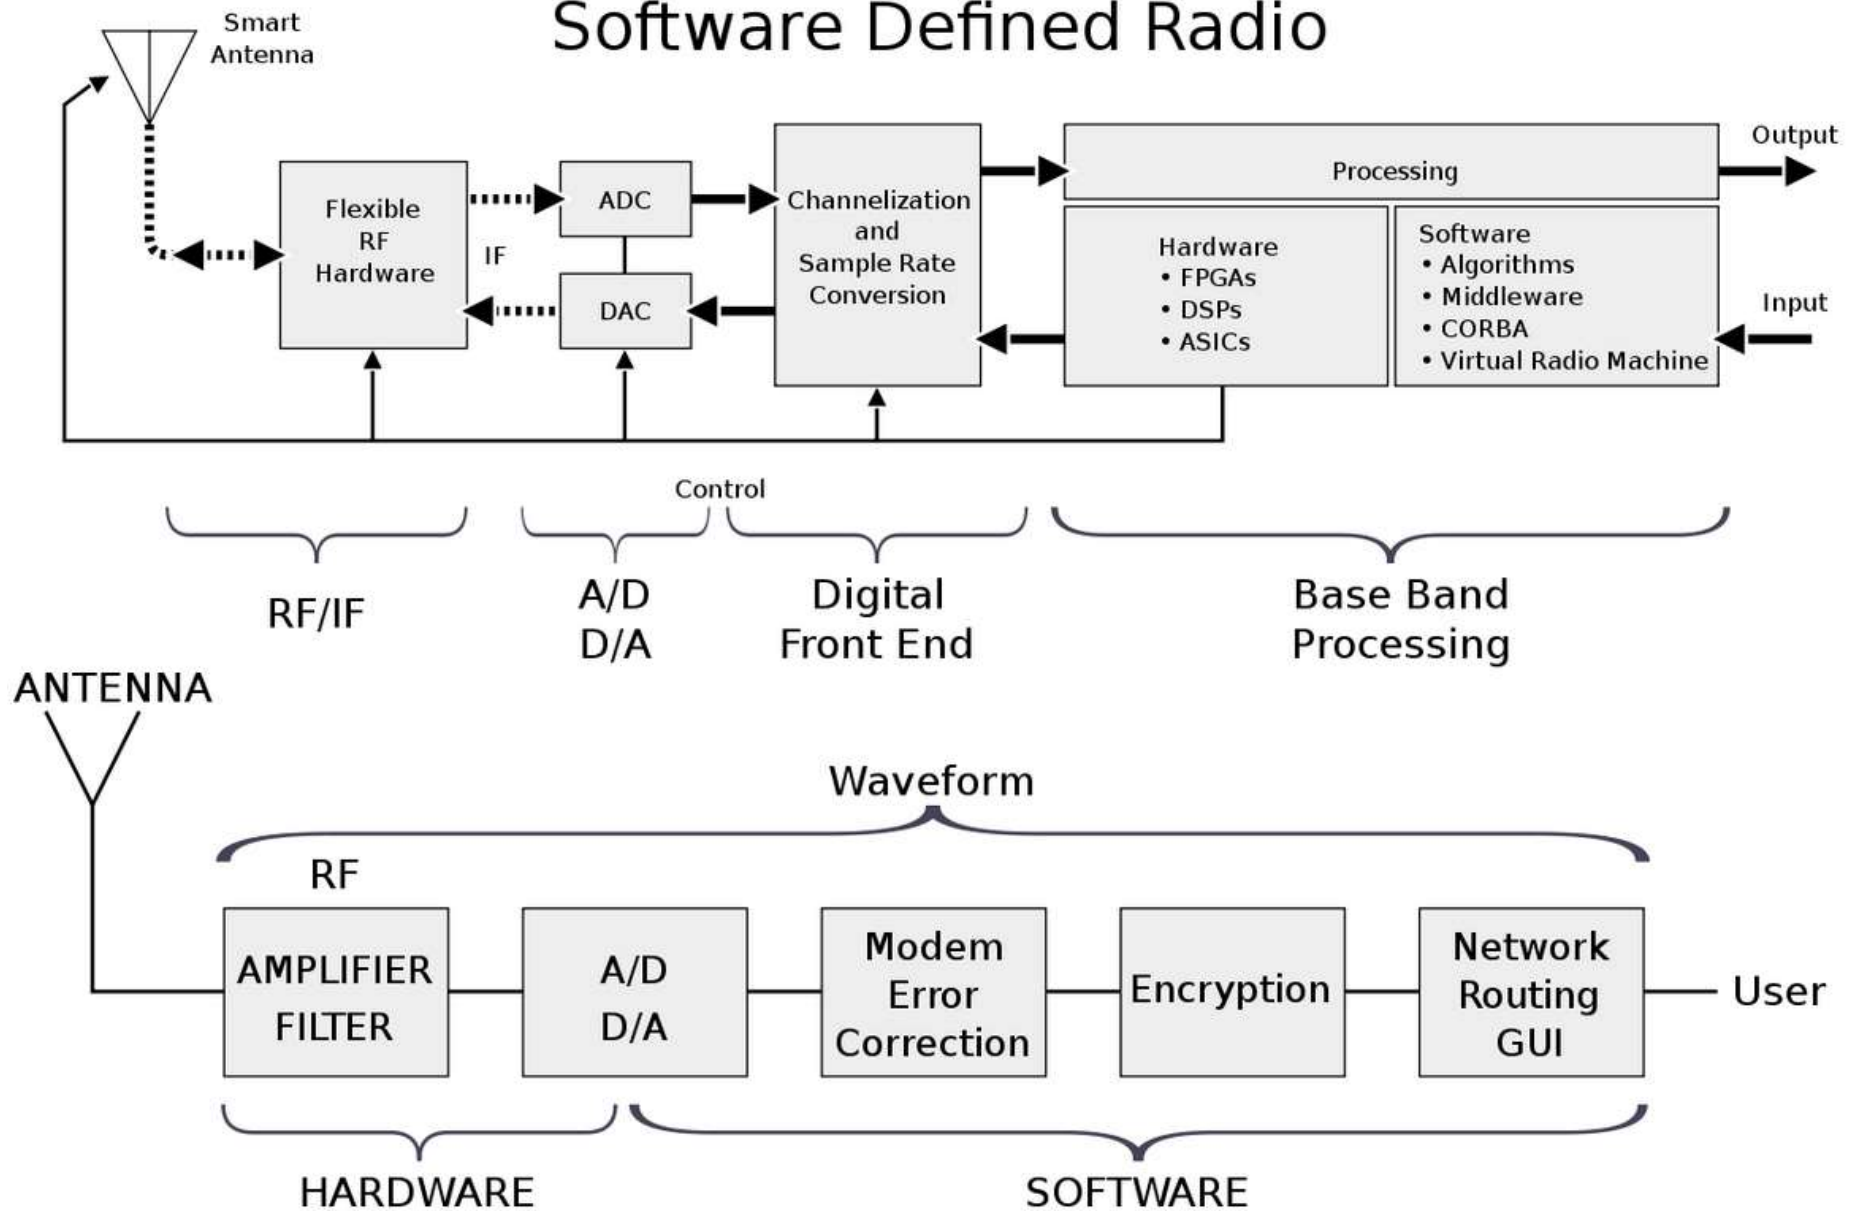 Software Defined Radio
Smart
Antenna
Flexible
RF
Hardware
IF
ADC
DAC
Channelization
and
Sample Rate
Conversion
Processing
Hardware
• FPGAs
• DSPs
• ASICs
Software
• Algorithms
• Middleware
• CORBA
• Virtual Radio Machine
Output
Input
Control
RF/IF
A/D
D/A
Digital
Front End
Base Band
Processing
ANTENNA
Waveform
RF
AMPLIFIER
FILTER
A/D
D/A
Modem
Error
Correction
Encryption
Network
Routing
GUI
User
HARDWARE
SOFTWARE